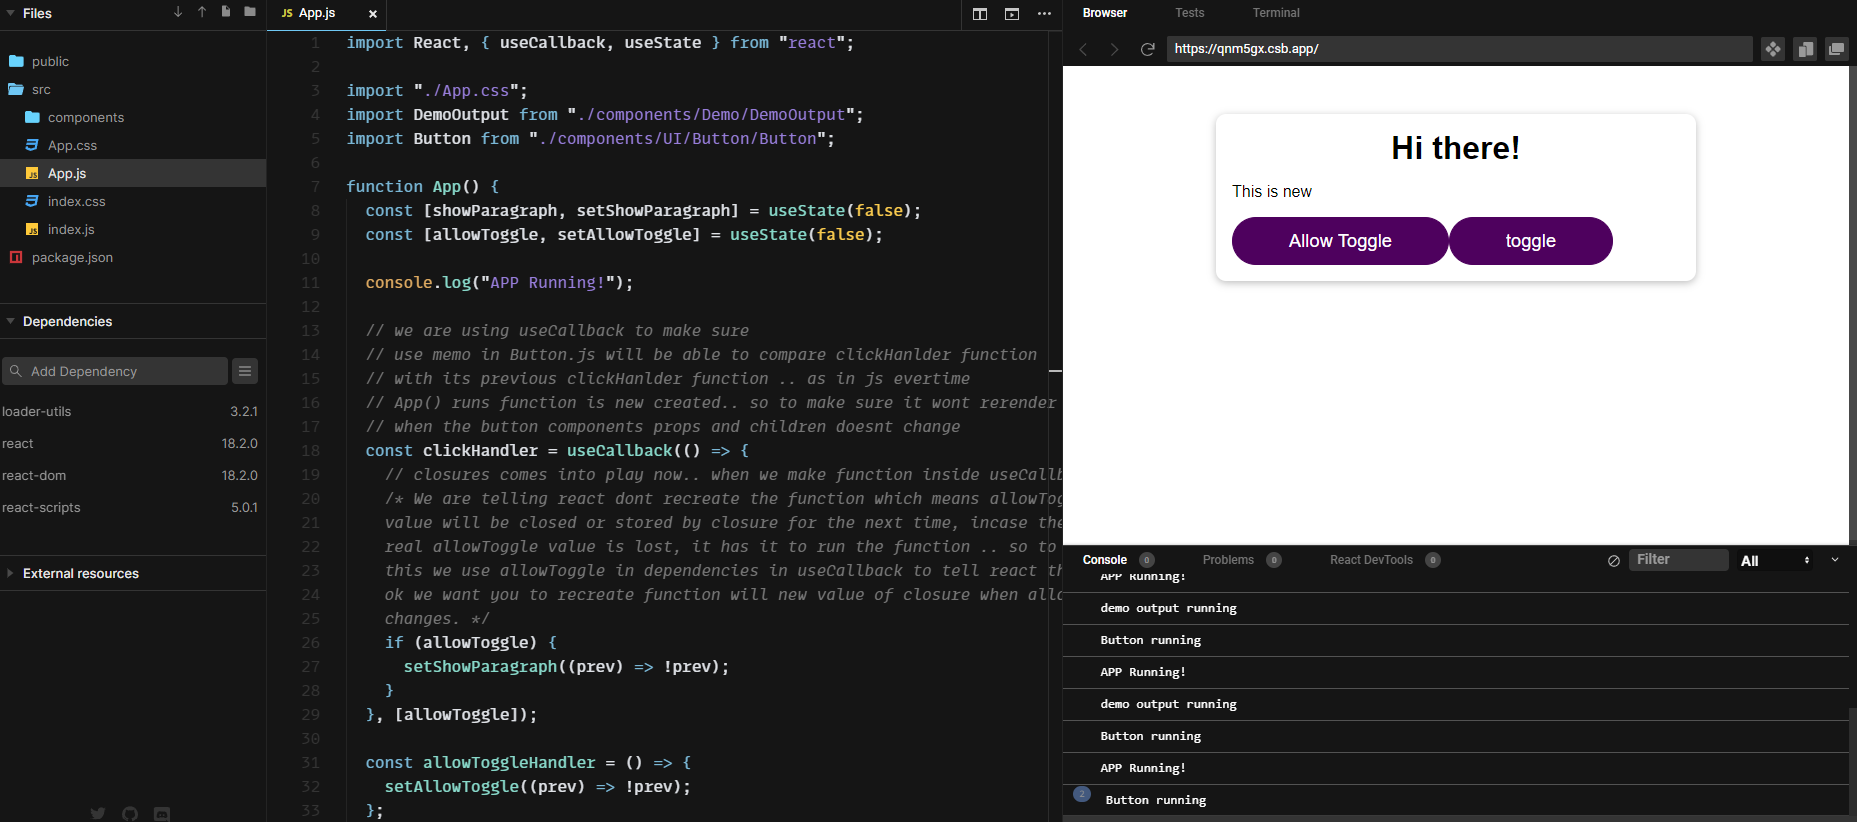 Files
public
src
components
App.css
App.js
index.css
index.js
package.json
Dependencies
Add Dependency
loader-utils 3.2.1
react 18.2.0
react-dom 18.2.0
react-scripts 5.0.1
External resources
JS App.js ×
1 import React, { useCallback, useState } from "react";
2
3 import "./App.css";
4 import DemoOutput from "./components/Demo/DemoOutput";
5 import Button from "./components/UI/Button/Button";
6
7 function App() {
8 const [showParagraph, setShowParagraph] = useState(false);
9 const [allowToggle, setAllowToggle] = useState(false);
10
11 console.log("APP Running!");
12
13 // we are using useCallback to make sure
14 // use memo in Button.js will be able to compare clickHanlder function
15 // with its previous clickHanlder function .. as in js evertime
16 // App() runs function is new created.. so to make sure it wont rerender
17 // when the button components props and children doesnt change
18 const clickHandler = useCallback(() => {
19 // closures comes into play now.. when we make function inside useCallb
20 /* We are telling react dont recreate the function which means allowTog
21 value will be closed or stored by closure for the next time, incase the
22 real allowToggle value is lost, it has it to run the function .. so to
23 this we use allowToggle in dependencies in useCallback to tell react th
24 ok we want you to recreate function will new value of closure when allo
25 changes. */
26 if (allowToggle) {
27 setShowParagraph((prev) => !prev);
28 }
29 }, [allowToggle]);
30
31 const allowToggleHandler = () => {
32 setAllowToggle((prev) => !prev);
33 };
Browser Tests Terminal
https://qnm5gx.csb.app/
Hi there!
This is new
Allow Toggle toggle
Console 0 Problems 0 React DevTools 0 Filter All
APP Running!
demo output running
Button running
APP Running!
demo output running
Button running
APP Running!
2 Button running